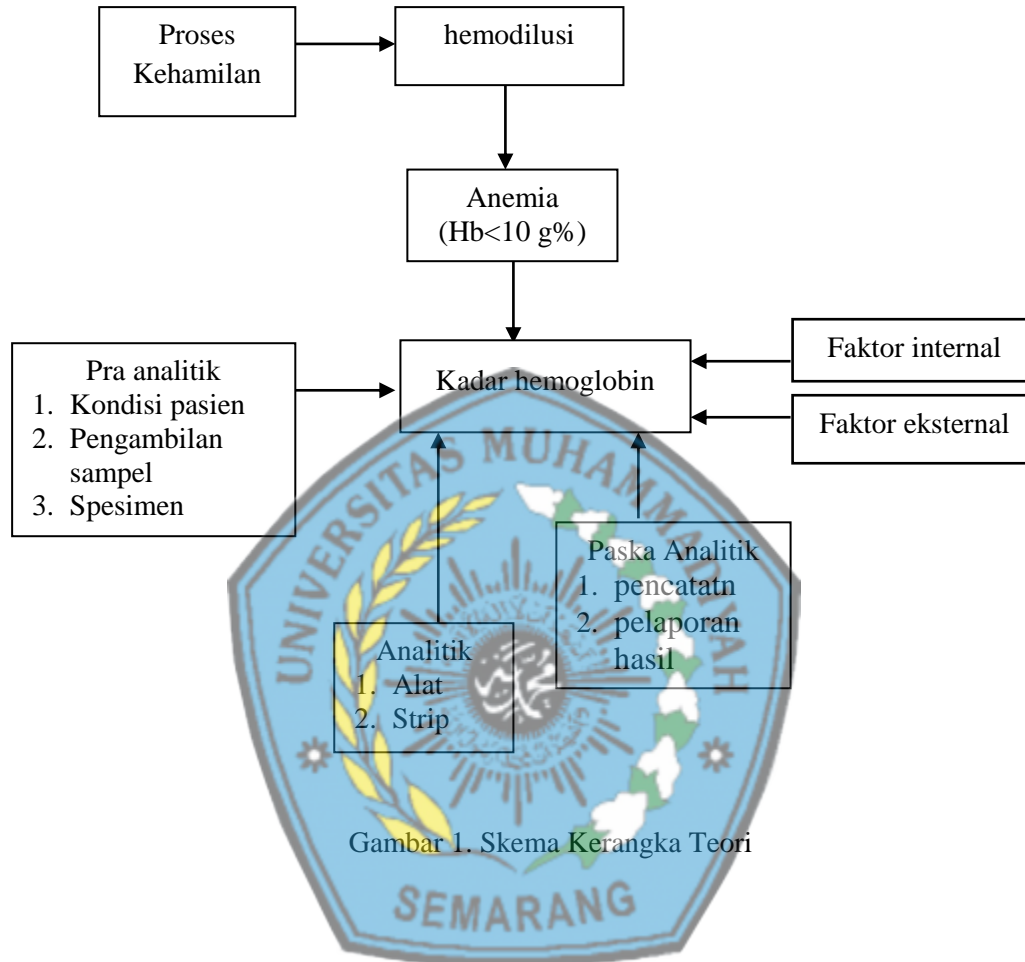 Proses
Kehamilan
hemodilusi
Anemia
(Hb<10 g%)
Kadar hemoglobin
Faktor internal
Faktor eksternal
Pra analitik
1. Kondisi pasien
2. Pengambilan
sampel
3. Spesimen
Paska Analitik
1. pencatatn
2. pelaporan
hasil
Analitik
1. Alat
2. Strip
Gambar 1. Skema Kerangka Teori
UNIVERSITAS MUHAMMADIYAH
SEMARANG